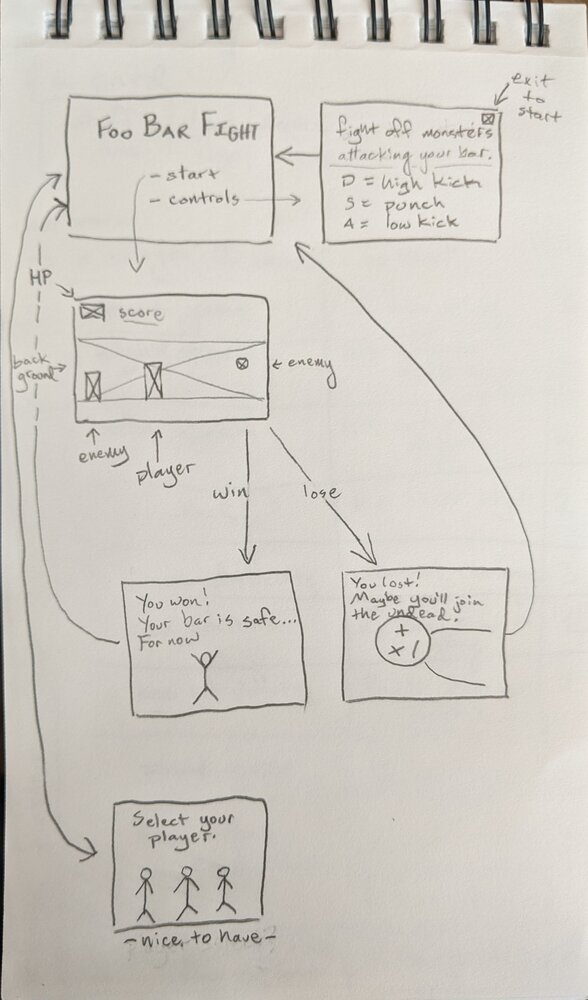 Foo Bar Fight
- start
- controls
exit
to
start
fight off monsters
attacking your bar.
D = high kick
S = punch
A = low kick
HP
score
back
ground
enemy
enemy
player
win
lose
You won!
Your bar is safe...
For now
You lost!
Maybe you'll join
the undead.
Select your
player.
- nice to have -